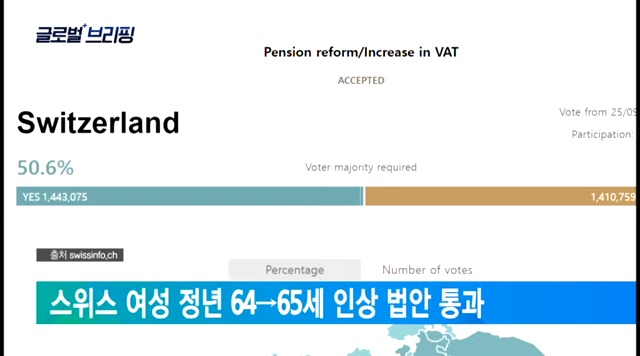 글로벌+브리핑
Pension reform/Increase in VAT
ACCEPTED
Switzerland
Vote from 25/09
Participation:
50.6%
Voter majority required
YES 1,443,075
1,410,759
출처 swissinfo.ch
Percentage
Number of votes
스위스 여성 정년 64→65세 인상 법안 통과